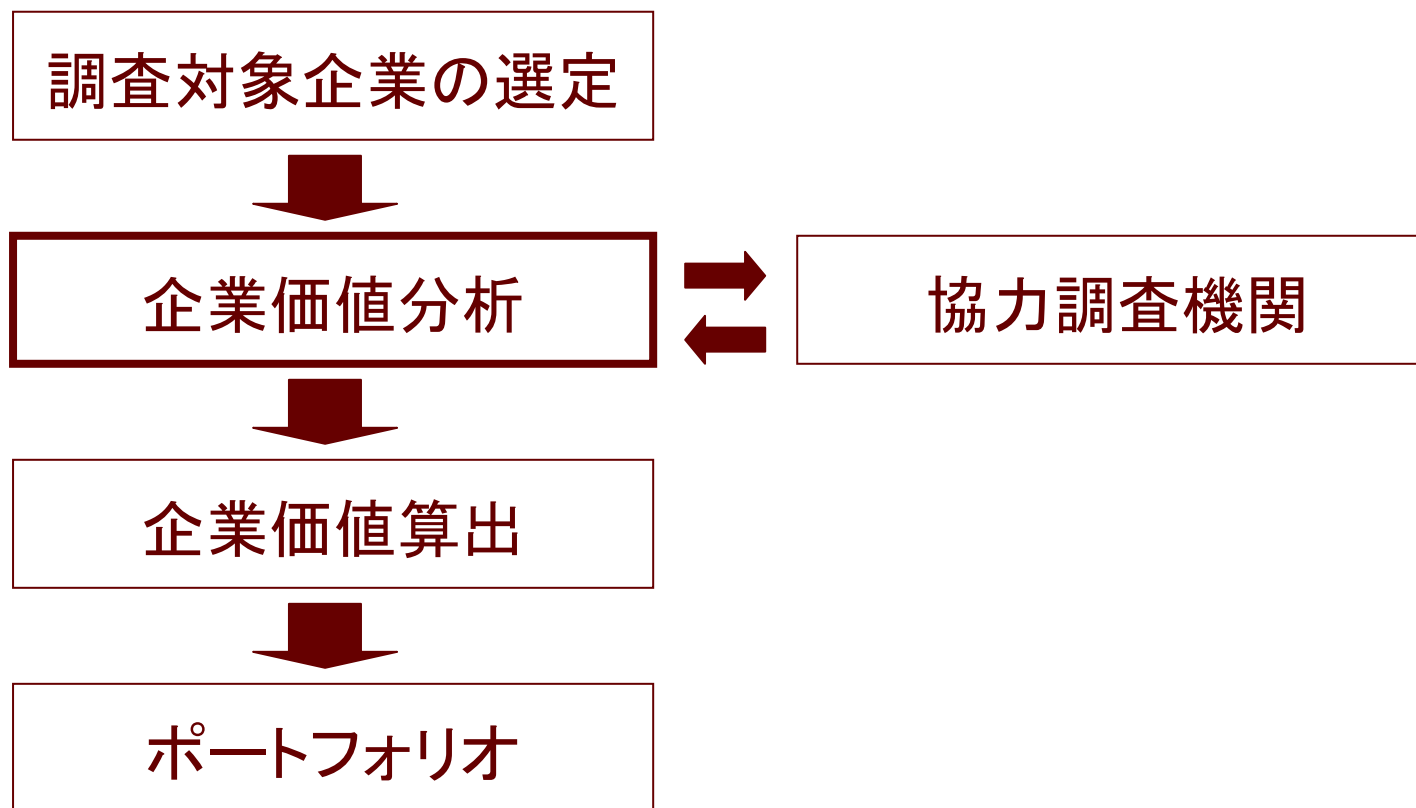 調査対象企業の選定
企業価値分析
協力調査機関
企業価値算出
ポートフォリオ